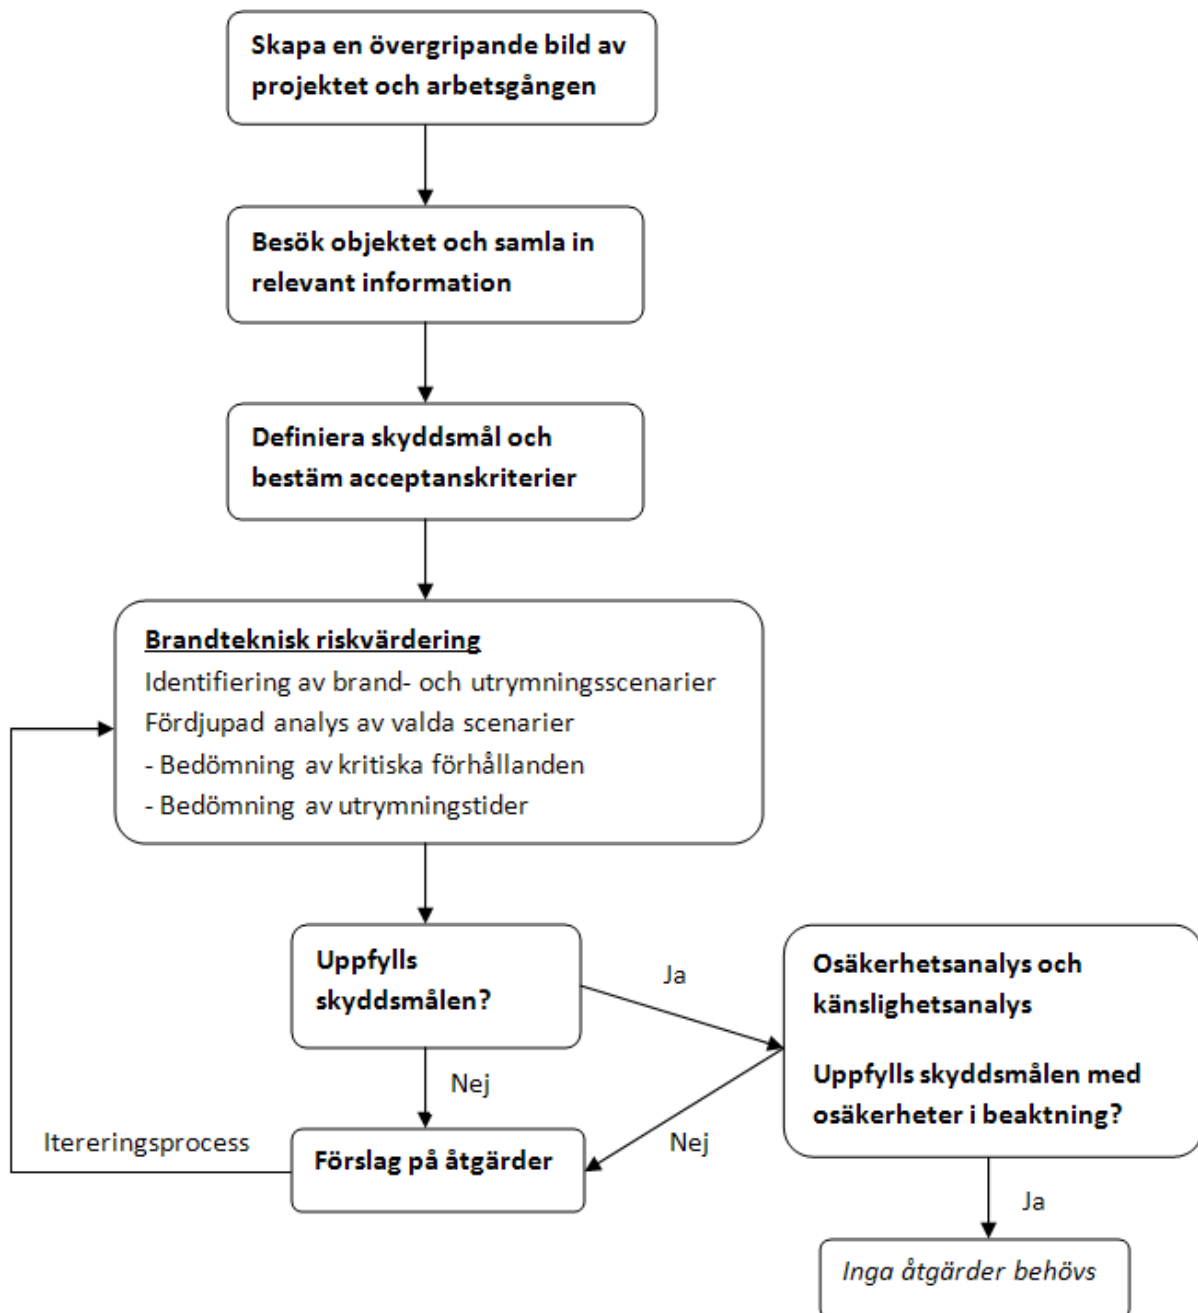 Skapa en övergripande bild av
projektet och arbetsgången
Besök objektet och samla in
relevant information
Definiera skyddsmål och
bestäm acceptanskriterier
Brandteknisk riskvärdering
Identifiering av brand- och utrymningsscenarier
Fördjupad analys av valda scenarier
- Bedömning av kritiska förhållanden
- Bedömning av utrymningstider
Uppfylls
skyddsmålen?
Ja
Osäkerhetsanalys och
känslighetsanalys
Uppfylls skyddsmålen med
osäkerheter i beaktning?
Nej
Nej
Itereringsprocess
Förslag på åtgärder
Ja
Inga åtgärder behövs